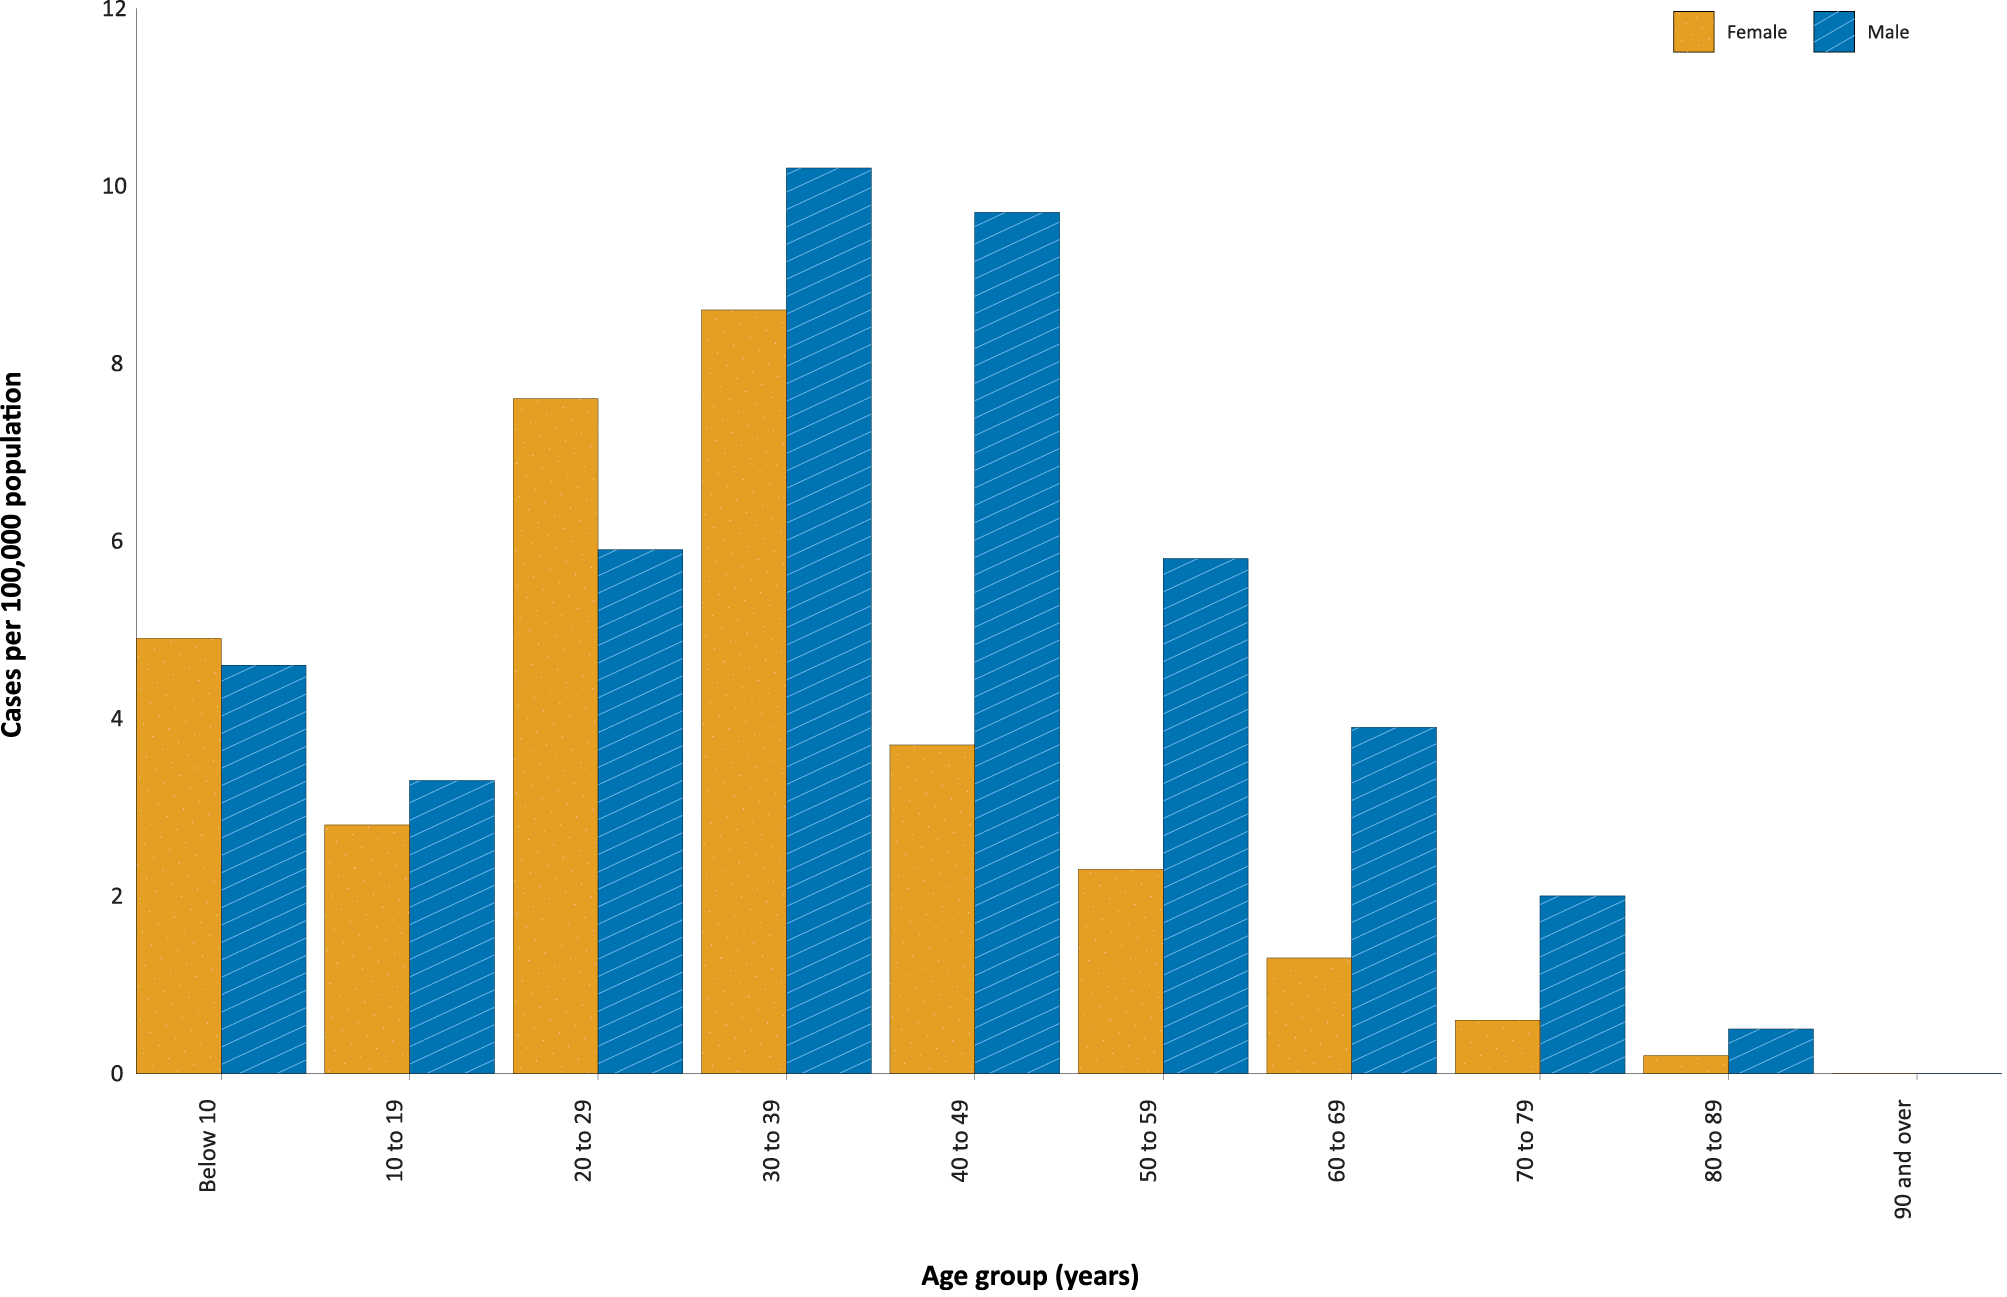 Female
Male
Cases per 100,000 population
12
10
8
6
4
2
0
Below 10
10 to 19
20 to 29
30 to 39
40 to 49
50 to 59
60 to 69
70 to 79
80 to 89
90 and over
Age group (years)